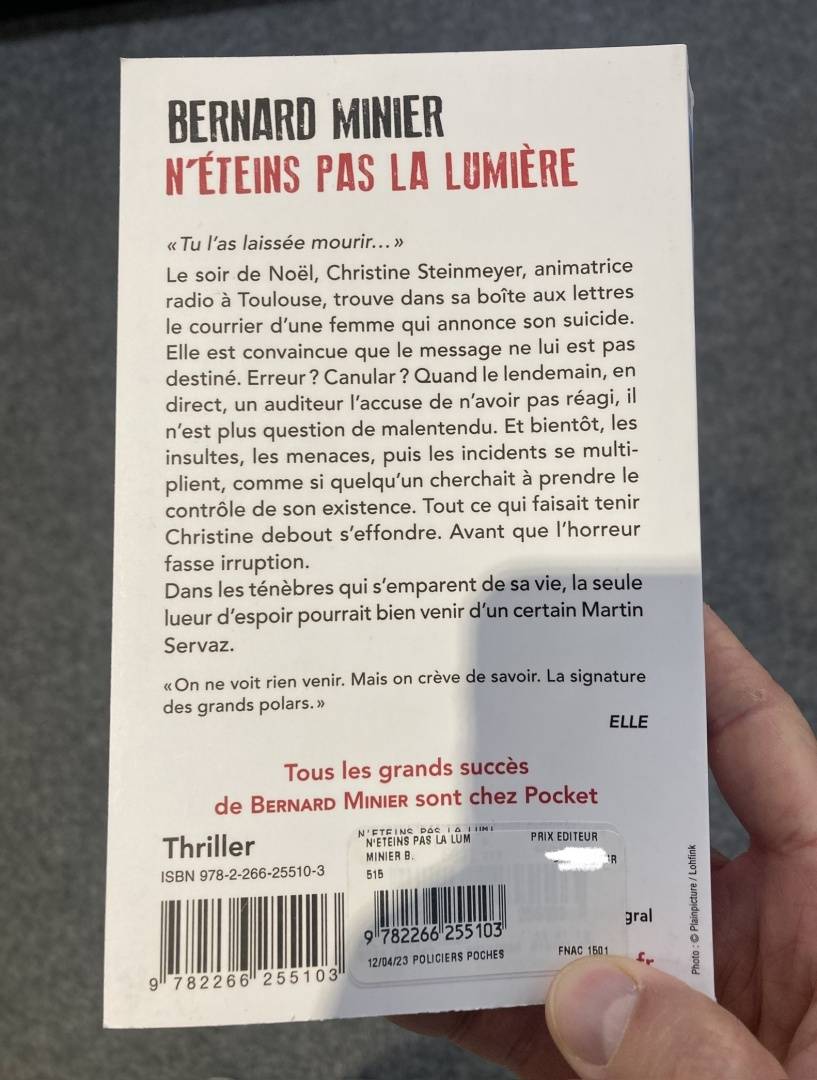 BERNARD MINIER
N'ÉTEINS PAS LA LUMIÈRE
« Tu l'as laissée mourir... »
Le soir de Noël, Christine Steinmeyer, animatrice
radio à Toulouse, trouve dans sa boîte aux lettres
le courrier d'une femme qui annonce son suicide.
Elle est convaincue que le message ne lui est pas
destiné. Erreur ? Canular ? Quand le lendemain, en
direct, un auditeur l'accuse de n'avoir pas réagi, il
n'est plus question de malentendu. Et bientôt, les
insultes, les menaces, puis les incidents se multi-
plient, comme si quelqu'un cherchait à prendre le
contrôle de son existence. Tout ce qui faisait tenir
Christine debout s'effondre. Avant que l'horreur
fasse irruption.
Dans les ténèbres qui s'emparent de sa vie, la seule
lueur d'espoir pourrait bien venir d'un certain Martin
Servaz.
« On ne voit rien venir. Mais on crève de savoir. La signature
des grands polars. »
ELLE
Tous les grands succès
de BERNARD MINIER sont chez Pocket
Thriller
ISBN 978-2-266-25510-3
9 782266 255103
N'ETEINS PAS LA LUMI
N'ETEINS PAS LA LUM
PRIX EDITEUR
MINIER B.
515
9 782266 255103
12/04/23 POLICIERS POCHES
FNAC 1501
gral
.fr
Photo : © Plainpicture / Lohfink